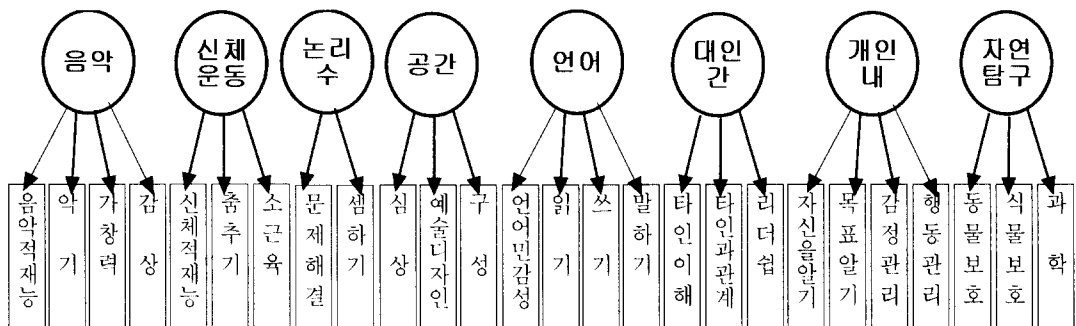 음악
신체
운동
논리
수
공간
언어
대인
간
개인
내
자연
탐구
음악적재능
악기
가창력
감상
신체적재능
춤추기
소근육
문제해결
셈하기
심상
예술디자인
구성
언어민감성
읽기
쓰기
말하기
타인이해
타인과관계
리더쉽
자신을알기
목표알기
감정관리
행동관리
동물보호
식물보호
과학